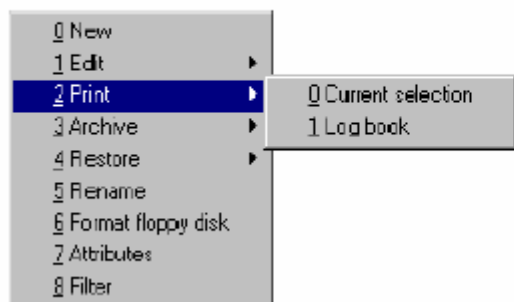 0 New
1 Edit
2 Print
0 Current selection
1 Log book
3 Archive
4 Restore
5 Rename
6 Format floppy disk
7 Attributes
8 Filter